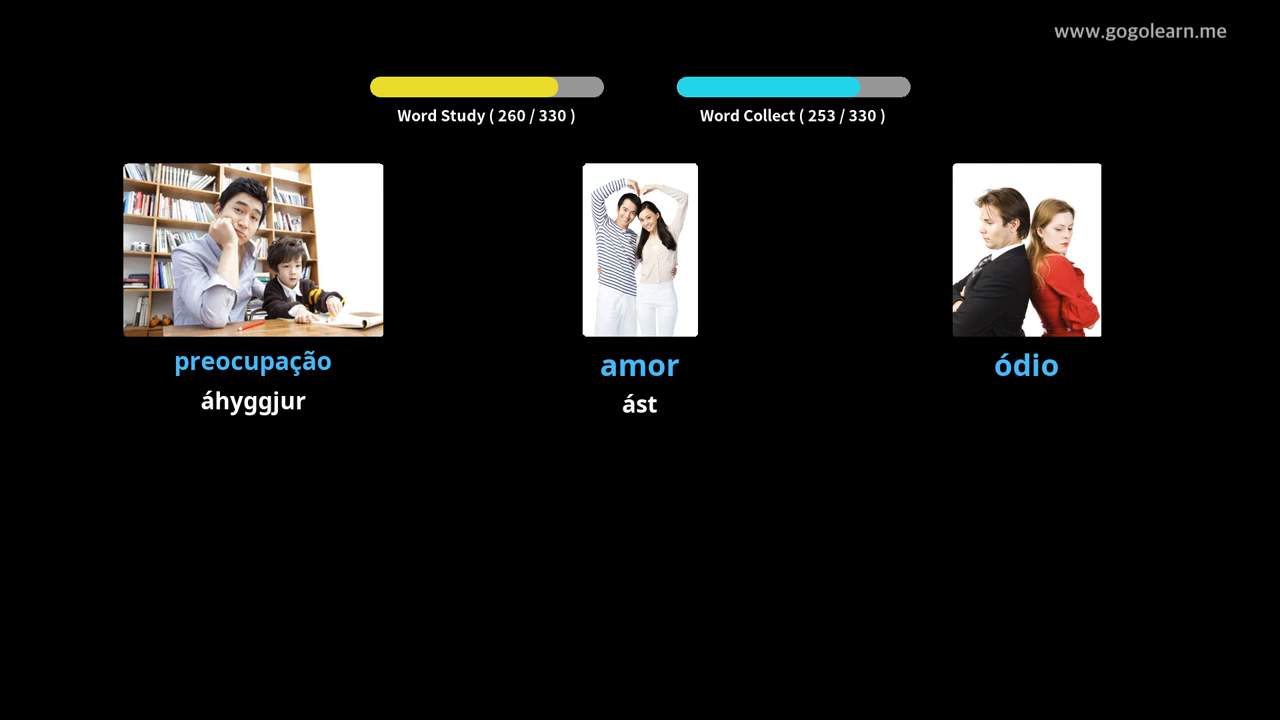 www.gogolearn.me
Word Study ( 260 / 330 )
Word Collect ( 253 / 330 )
preocupação
áhyggjur
amor
ást
ódio